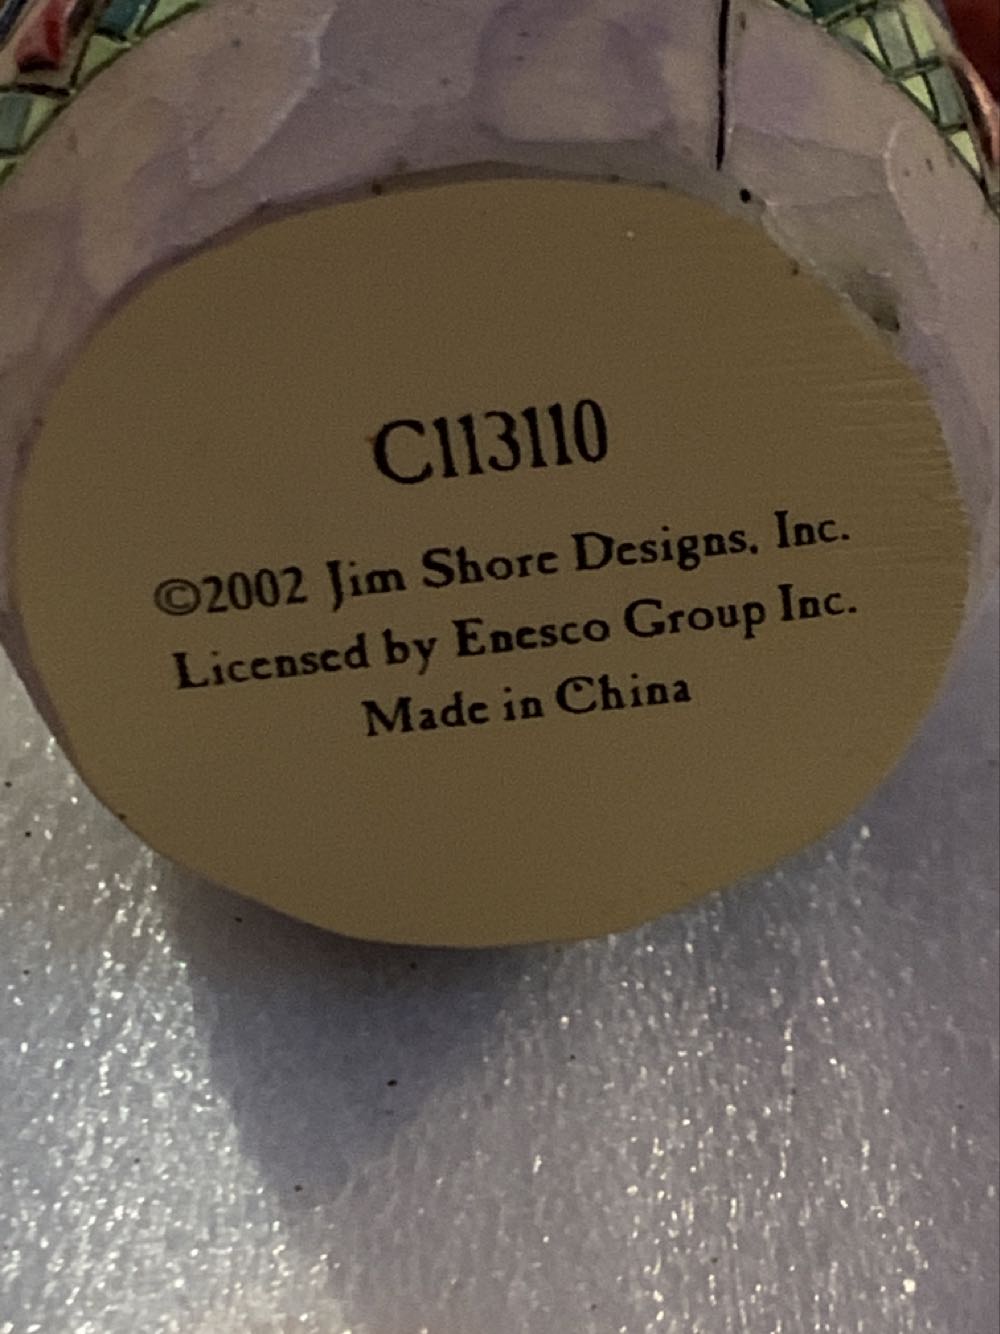 C113110
©2002 Jim Shore Designs, Inc.
Licensed by Enesco Group Inc.
Made in China